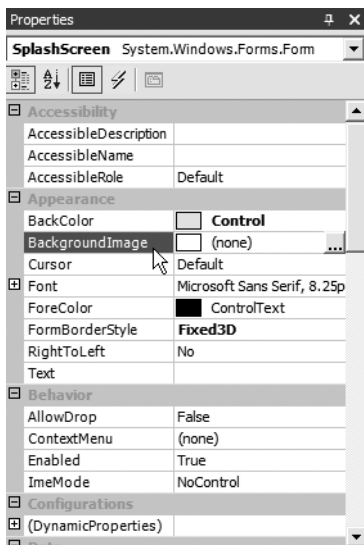 Properties
SplashScreen System.Windows.Forms.Form
Accessibility
AccessibleDescription
AccessibleName
AccessibleRole Default
Appearance
BackColor Control
BackgroundImage (none) ...
Cursor Default
Font Microsoft Sans Serif, 8.25p
ForeColor ControlText
FormBorderStyle Fixed3D
RightToLeft No
Text
Behavior
AllowDrop False
ContextMenu (none)
Enabled True
ImeMode NoControl
Configurations
(DynamicProperties)